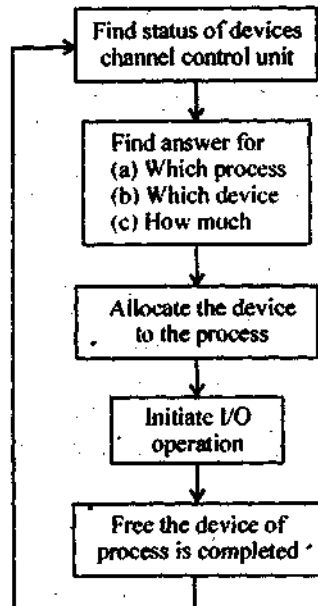 Find status of devices
channel control unit
Find answer for
(a) Which process
(b) Which device
(c) How much
Allocate the device
to the process
Initiate I/O
operation
Free the device of
process is completed